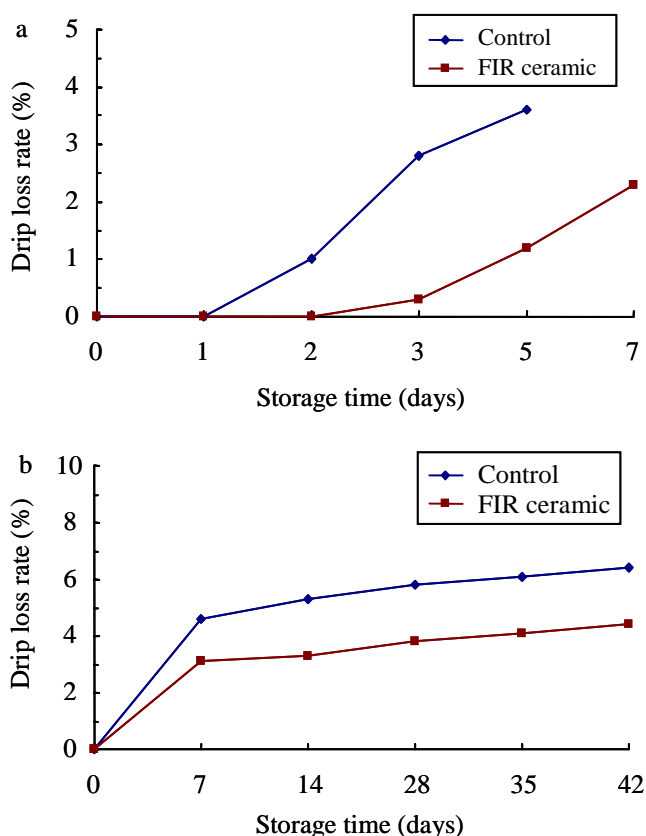 a
Control
FIR ceramic
Drip loss rate (%)
5
4
3
2
1
0
0 1 2 3 5 7
Storage time (days)
b
Control
FIR ceramic
Drip loss rate (%)
10
8
6
4
2
0
0 7 14 28 35 42
Storage time (days)